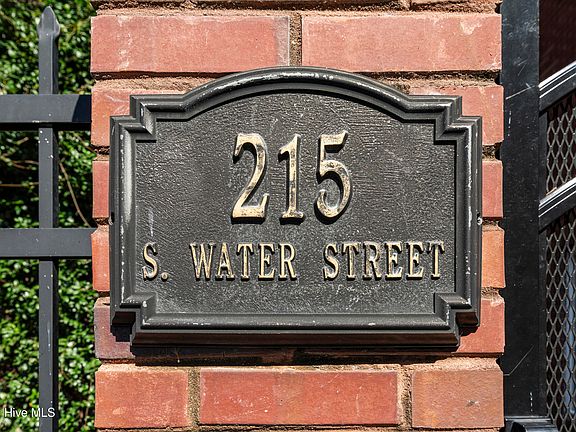 215
S. WATER STREET
Hive MLS